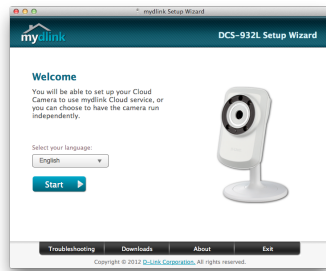 mydlink Setup Wizard
mydlink
DCS-932L Setup Wizard
Welcome
You will be able to set up your Cloud
Camera to use mydlink Cloud service, or
you can choose to have the camera run
independently.
Select your language:
English
Start
Troubleshooting
Downloads
About
Exit
Copyright © 2012 D-Link Corporation. All rights reserved.